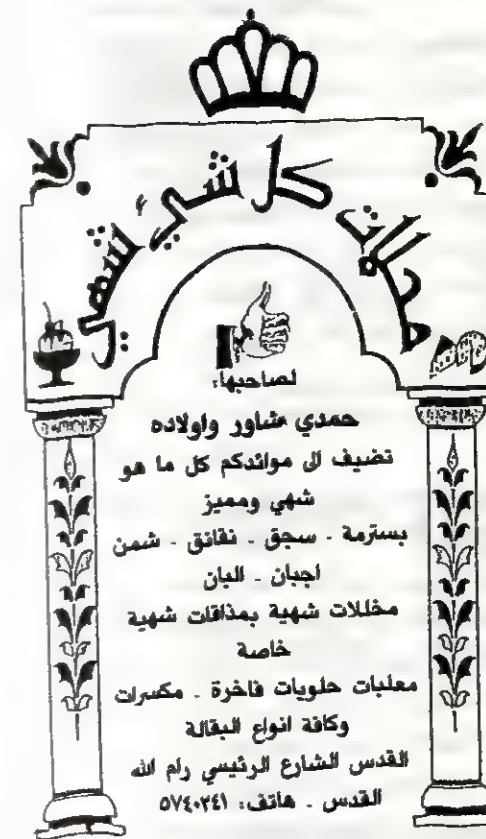 محلات كل شيء شهي
لصاحبها:
حمدي مشاور واولاده
تضيف الى موائدكم كل ما هو
شهي ومميز
بسترمة - سجق - نقانق - شمن
اجبان - البان
مخللات شهية بمذاقات شهية
خاصة
معلبات حلويات فاخرة - مكسرات
وكافة انواع البقالة
القدس الشارع الرئيسي رام الله
القدس - هاتف: ٥٧٤٠٢٤١